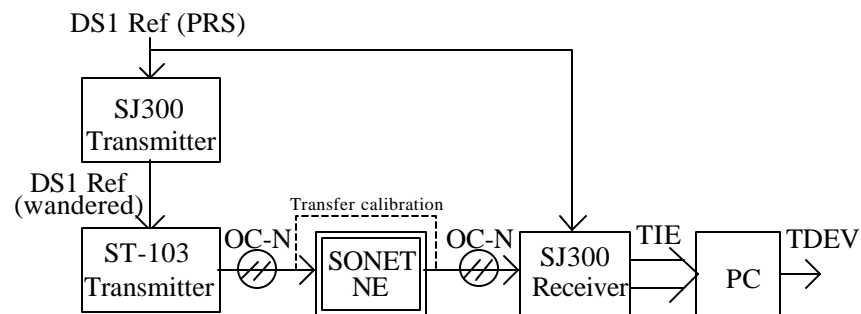 DS1 Ref (PRS)
SJ300
Transmitter
DS1 Ref
(wandered)
Transfer calibration
ST-103
Transmitter
OC-N
SONET
NE
OC-N
SJ300
Receiver
TIE
PC
TDEV